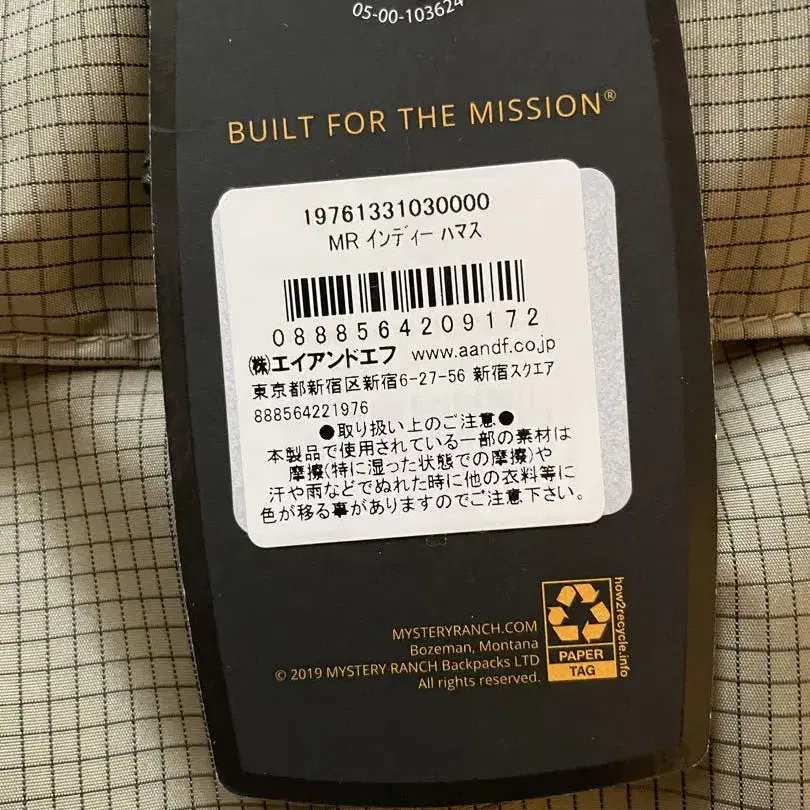 05-00-103624
BUILT FOR THE MISSION®
19761331030000
MR インディー ハマス
0888564209172
(株)エイアンドエフ www.aandf.co.jp
東京都新宿区新宿6-27-56 新宿スクエア
888564221976
●取り扱い上のご注意●
本製品で使用されている一部の素材は
摩擦(特に湿った状態での摩擦)や
汗や雨などでぬれた時に他の衣料等に
色が移る事がありますのでご注意下さい。
MYSTERYRANCH.COM
Bozeman, Montana
© 2019 MYSTERY RANCH Backpacks LTD
All rights reserved.
PAPER
TAG
how2recycle.info